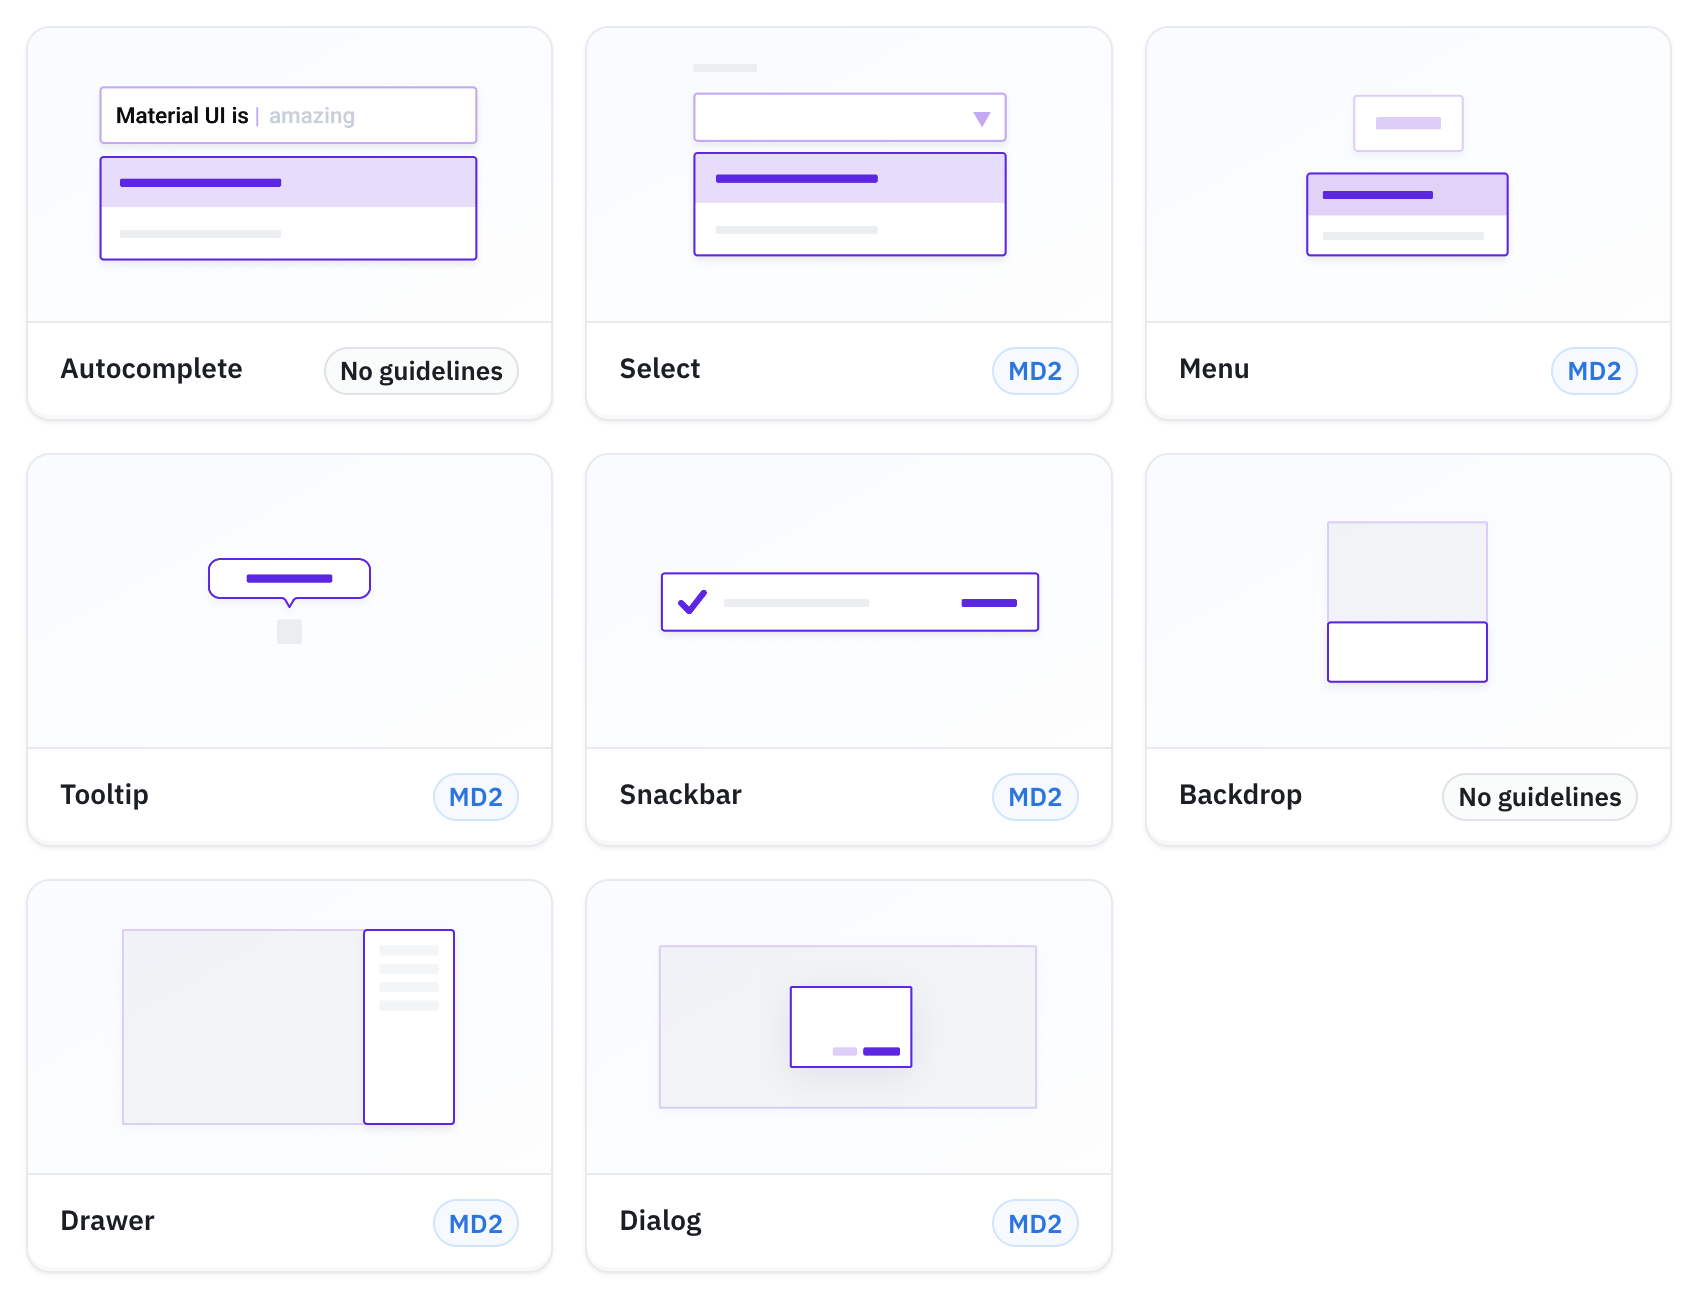 Material UI is amazing
Autocomplete No guidelines
Select MD2
Menu MD2
Tooltip MD2
Snackbar MD2
Backdrop No guidelines
Drawer MD2
Dialog MD2